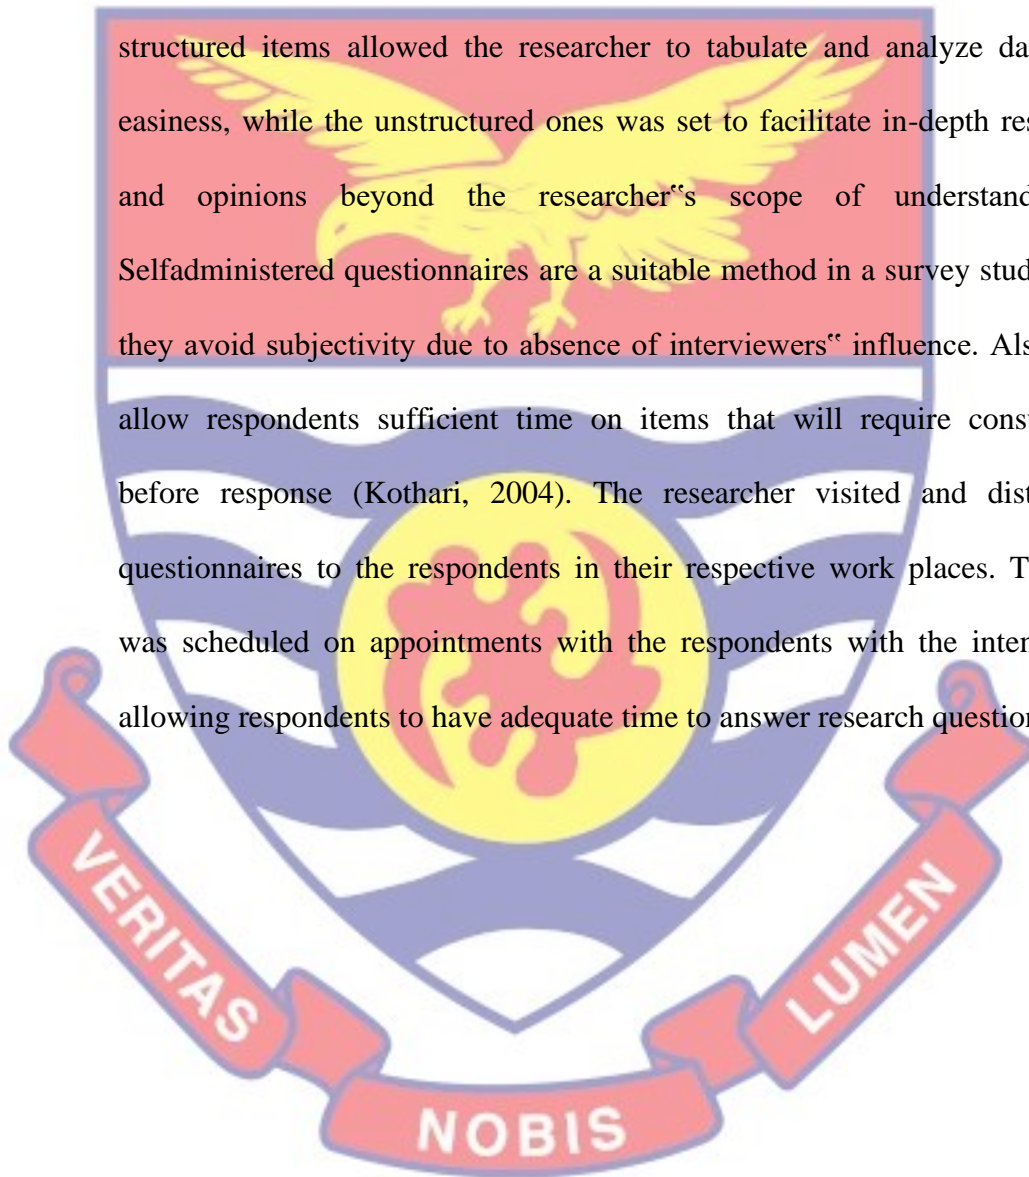 structured items allowed the researcher to tabulate and analyze da
easiness, while the unstructured ones was set to facilitate in-depth res
and opinions beyond the researcher‟s scope of understand
Selfadministered questionnaires are a suitable method in a survey stud
they avoid subjectivity due to absence of interviewers‟ influence. Als
allow respondents sufficient time on items that will require cons
before response (Kothari, 2004). The researcher visited and dist
questionnaires to the respondents in their respective work places. T
was scheduled on appointments with the respondents with the inten
allowing respondents to have adequate time to answer research question
VERITAS
NOBIS
LUMEN